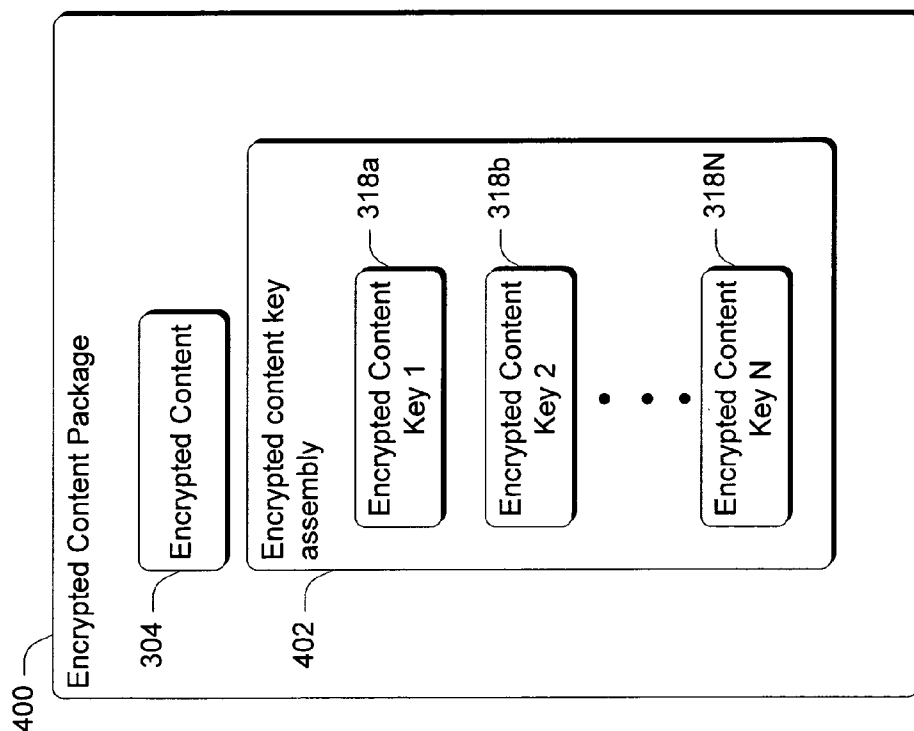 400
Encrypted Content Package
304
Encrypted Content
402
Encrypted content key
assembly
Encrypted Content
Key 1
318a
Encrypted Content
Key 2
318b
Encrypted Content
Key N
318N